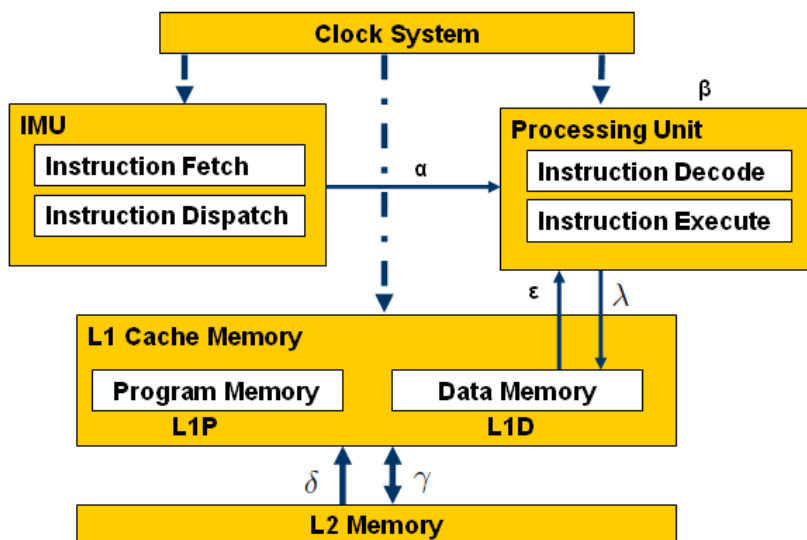 Clock System
β
IMU
Instruction Fetch
Instruction Dispatch
α
Processing Unit
Instruction Decode
Instruction Execute
ε
λ
L1 Cache Memory
Program Memory
Data Memory
L1P
L1D
δ
γ
L2 Memory